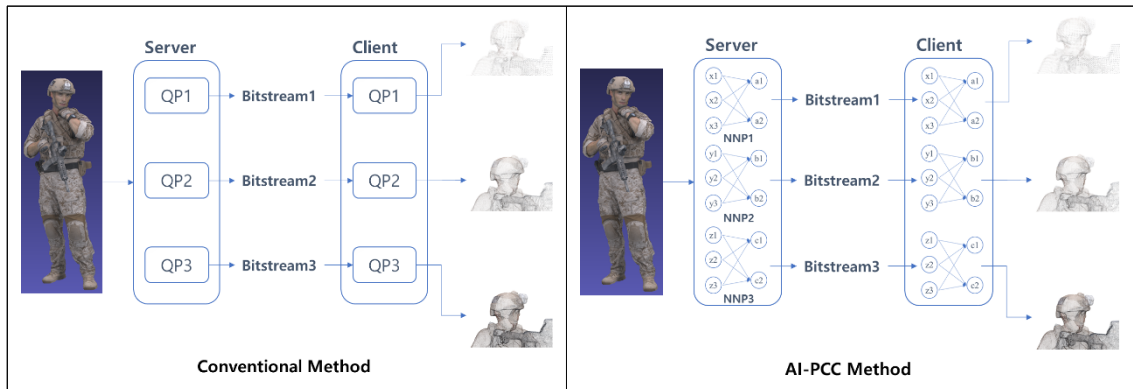 Server
Client
QP1
Bitstream1
QP1
QP2
Bitstream2
QP2
QP3
Bitstream3
QP3
Conventional Method
Server
Client
x1
a1
x2
x3
a2
NNP1
Bitstream1
x1
a1
x2
x3
a2
y1
b1
y2
y3
b2
NNP2
Bitstream2
y1
b1
y2
y3
b2
z1
c1
z2
z3
c2
NNP3
Bitstream3
z1
c1
z2
z3
c2
AI-PCC Method